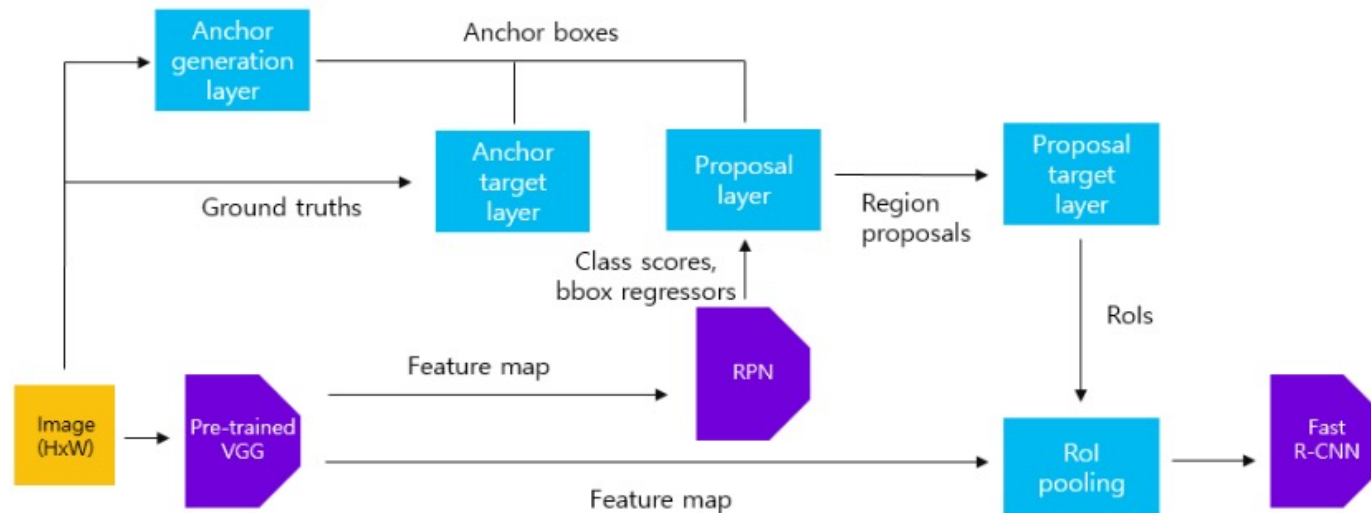 Anchor
generation
layer
Anchor boxes
Anchor
target
layer
Proposal
layer
Proposal
target
layer
Ground truths
Region
proposals
Class scores,
bbox regressors
RoIs
Feature map
RPN
Image
(HxW)
Pre-trained
VGG
Feature map
RoI
pooling
Fast
R-CNN